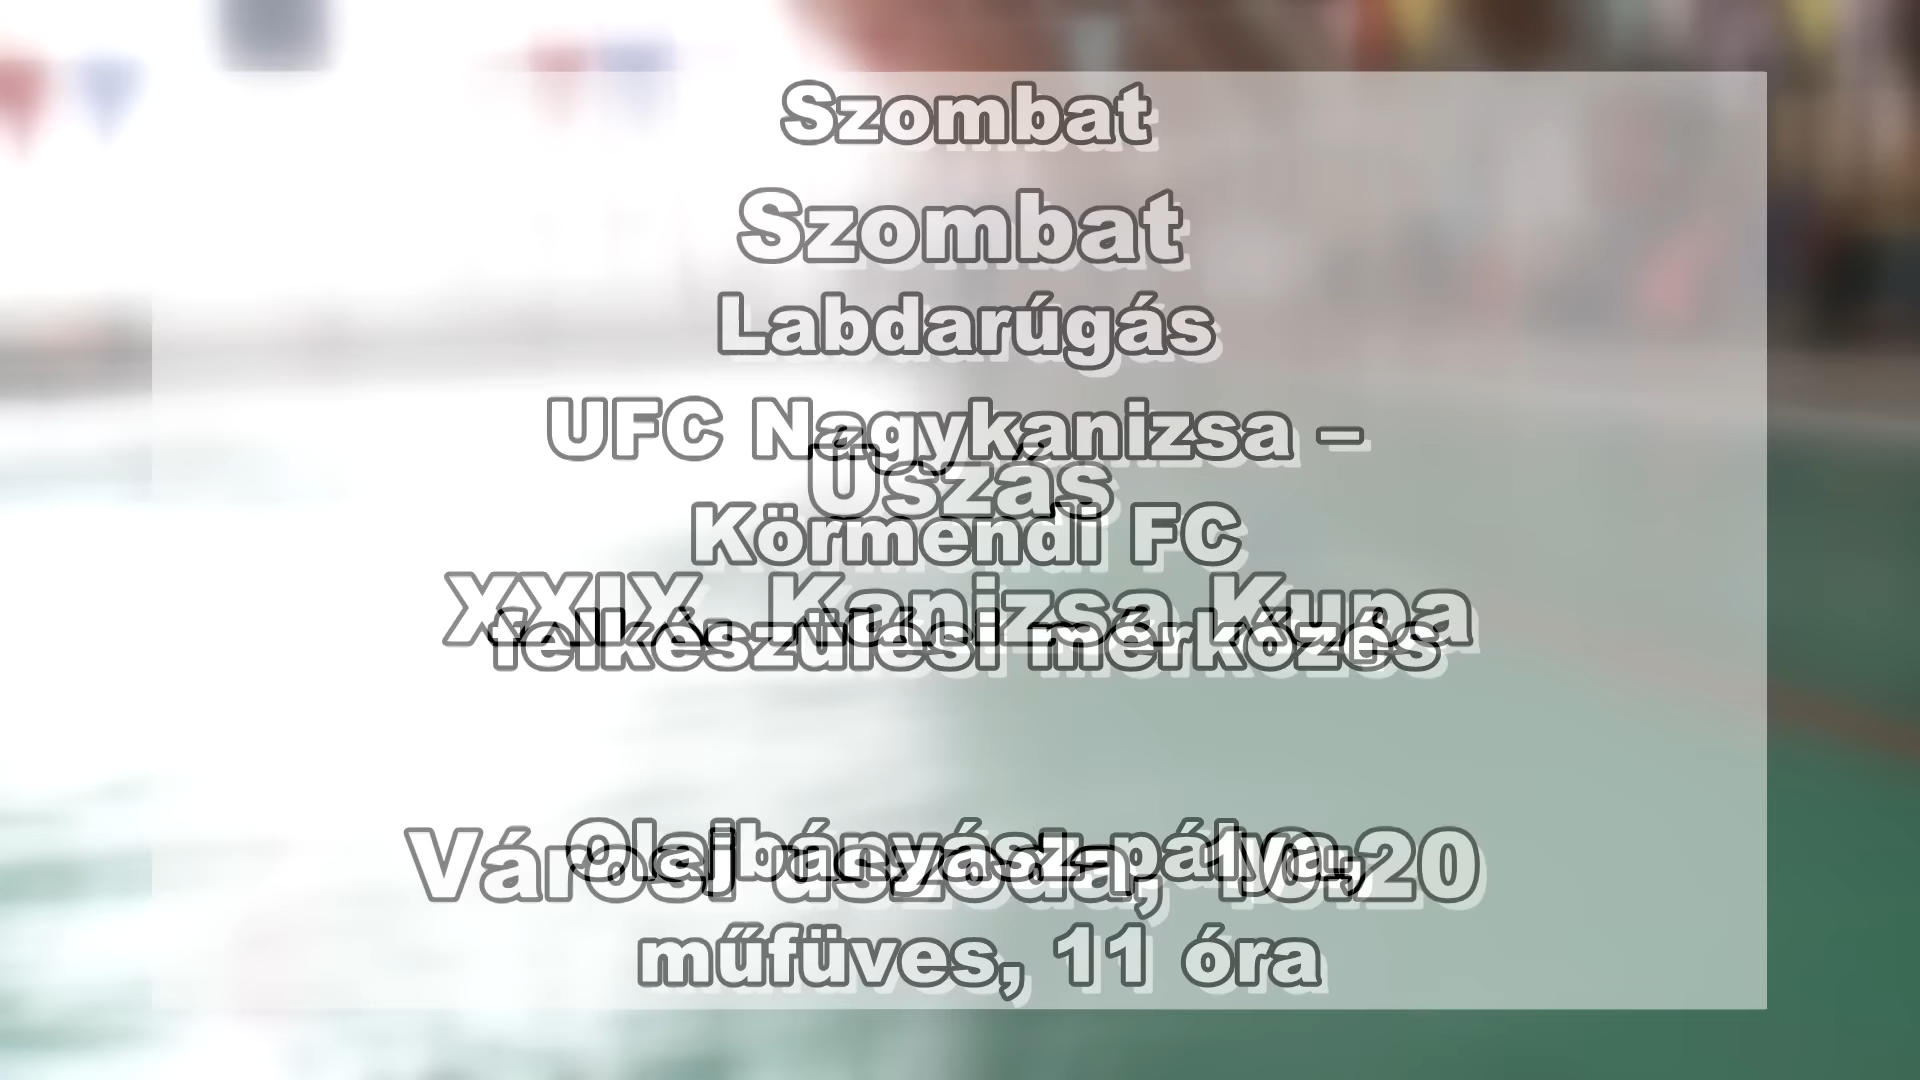 Szombat
Szombat
Labdarúgás
UFC Nagykanizsa –
Úszás
Körmendi FC
XXIX. Kanizsa Kupa
felkészülési mérkőzés
Olajbányász-pálya,
Városi uszoda, 10.20
műfüves, 11 óra